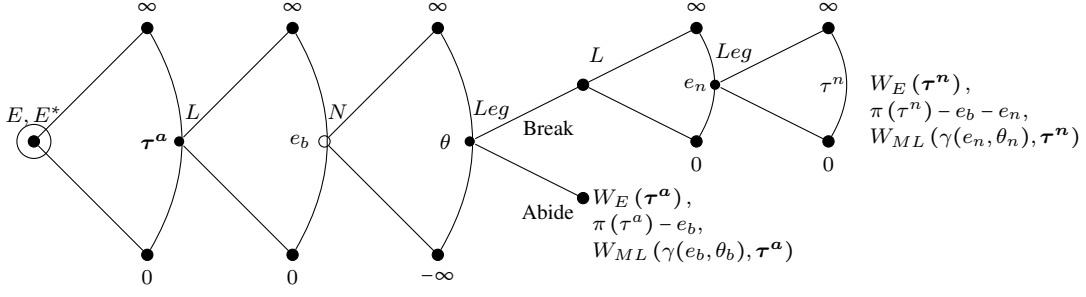 ∞ ∞ ∞ ∞ ∞
E, E* L N Leg L Leg
τ^a e_b θ Break e_n τ^n
W_E (τ^n),
π(τ^n) − e_b − e_n,
W_ML (γ(e_n, θ_n), τ^n)
0 0
Abide
W_E (τ^a),
π(τ^a) − e_b,
W_ML (γ(e_b, θ_b), τ^a)
0 0 −∞